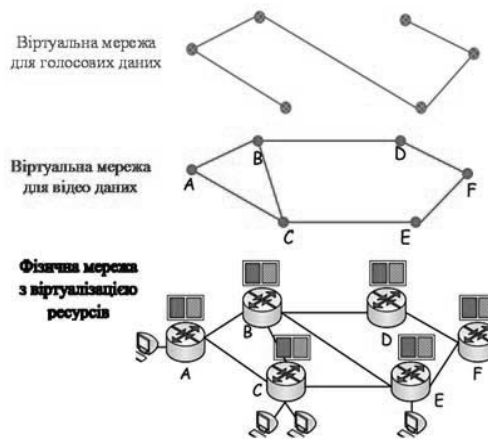 Віртуальна мережа
для голосових даних
Віртуальна мережа
для відео даних
A
B
C
D
E
F
Фізична мережа
з віртуалізацією
ресурсів
A
B
C
D
E
F